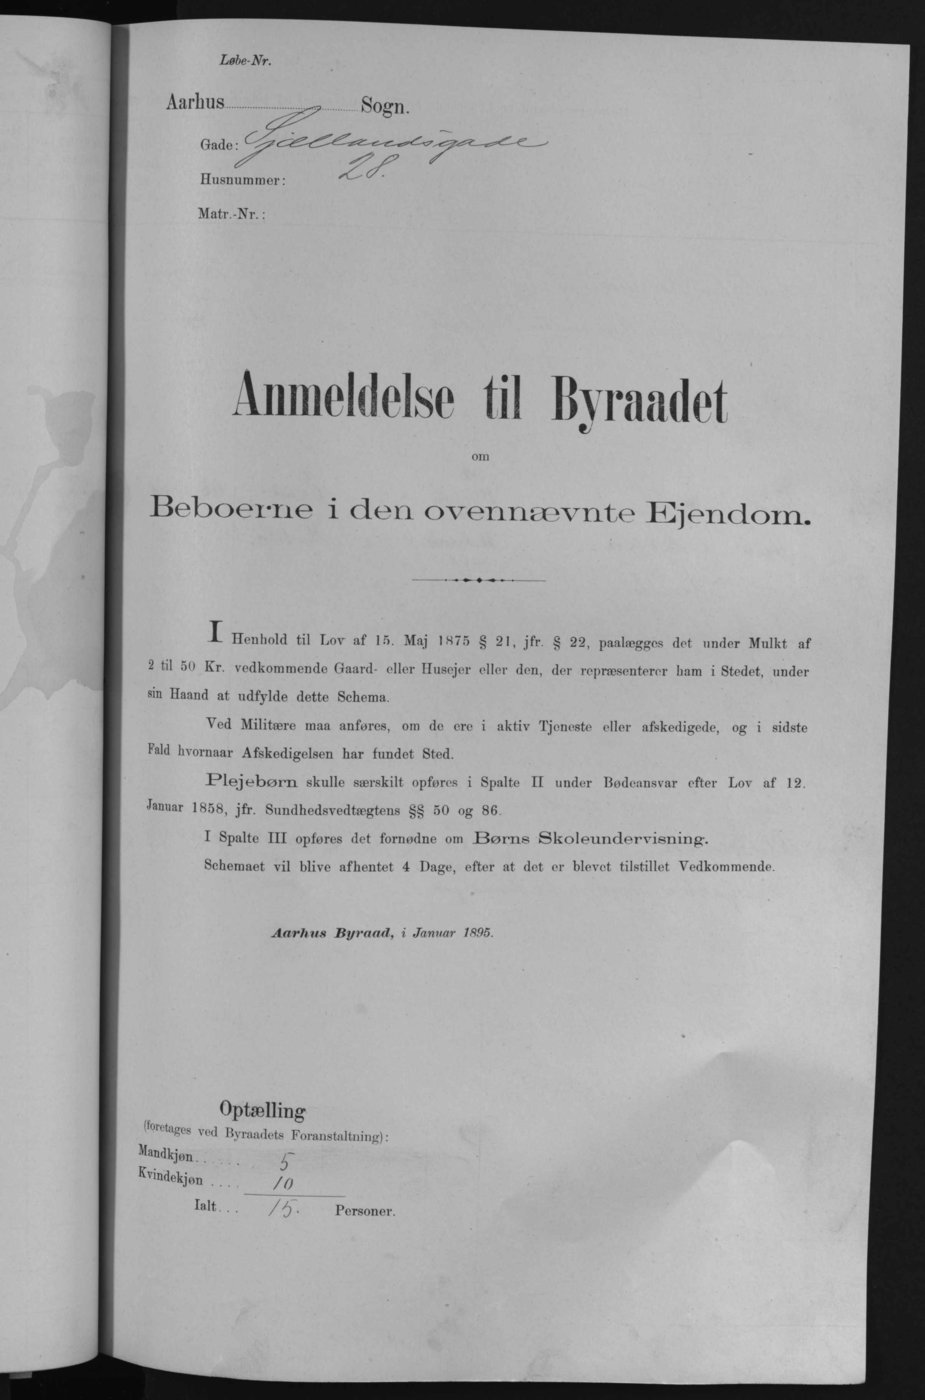 Løbe-Nr.
Aarhus Sogn.
Gade: Sjællandsgade
Husnummer: 28.
Matr.-Nr.:
Anmeldelse til Byraadet
om
Beboerne i den ovennævnte Ejendom.
I Henhold til Lov af 15. Maj 1875 § 21, jfr. § 22, paalægges det under Mulkt af
2 til 50 Kr. vedkommende Gaard- eller Husejer eller den, der repræsenterer ham i Stedet, under
sin Haand at udfylde dette Schema.
Ved Militære maa anføres, om de ere i aktiv Tjeneste eller afskedigede, og i sidste
Fald hvornaar Afskedigelsen har fundet Sted.
Plejebørn skulle særskilt opføres i Spalte II under Bødeansvar efter Lov af 12.
Januar 1858, jfr. Sundhedsvedtægtens §§ 50 og 86.
I Spalte III opføres det fornødne om Børns Skoleundervisning.
Schemaet vil blive afhentet 4 Dage, efter at det er blevet tilstillet Vedkommende.
Aarhus Byraad, i Januar 1895.
Optælling
(foretages ved Byraadets Foranstaltning):
Mandkjøn...... 5
Kvindekjøn .... 10
Ialt... 15. Personer.